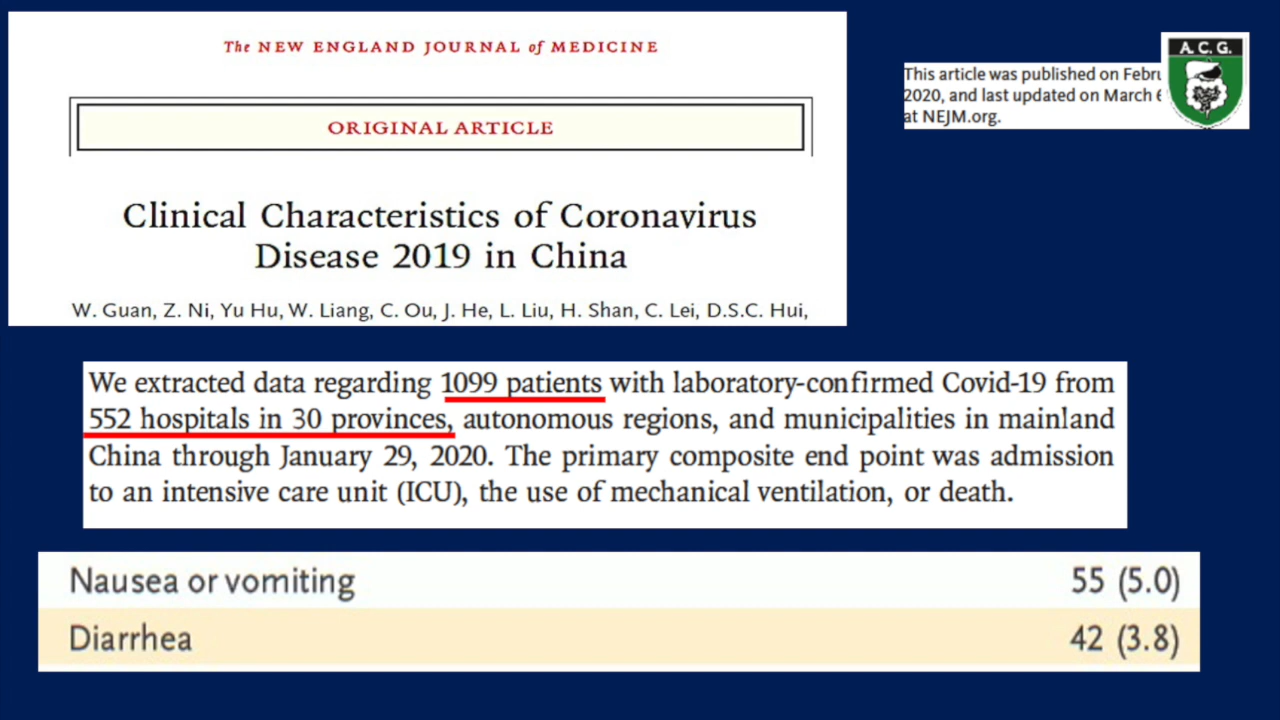 The NEW ENGLAND JOURNAL of MEDICINE
ORIGINAL ARTICLE
Clinical Characteristics of Coronavirus
Disease 2019 in China
W. Guan, Z. Ni, Yu Hu, W. Liang, C. Ou, J. He, L. Liu, H. Shan, C. Lei, D.S.C. Hui,
This article was published on
2020, and last updated on March
at NEJM.org.
A.C.G.
We extracted data regarding 1099 patients with laboratory-confirmed Covid-19 from
552 hospitals in 30 provinces, autonomous regions, and municipalities in mainland
China through January 29, 2020. The primary composite end point was admission
to an intensive care unit (ICU), the use of mechanical ventilation, or death.
Nausea or vomiting 55 (5.0)
Diarrhea 42 (3.8)